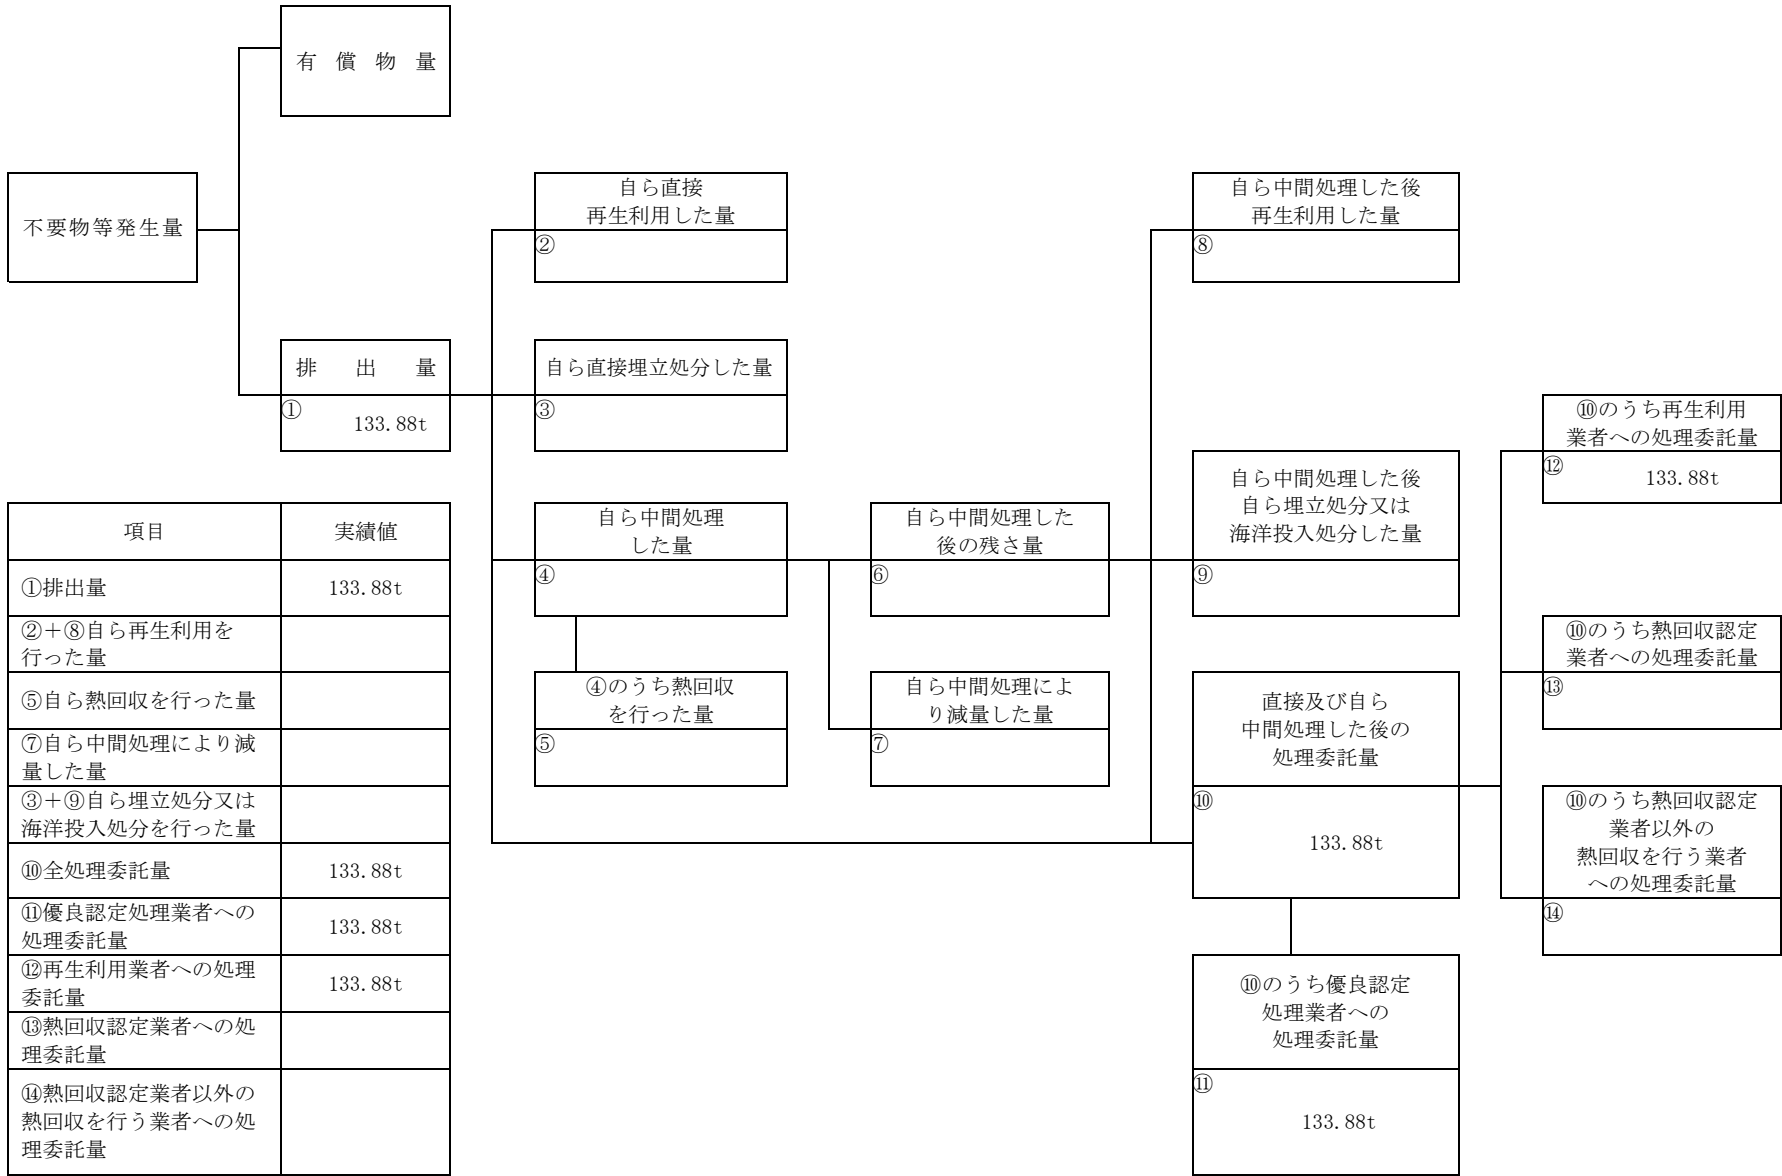 有償物量
不要物等発生量
自ら直接
再生利用した量
②
自ら中間処理した後
再生利用した量
⑧
排出量
①
133.88t
自ら直接埋立処分した量
③
⑩のうち再生利用
業者への処理委託量
⑫
133.88t
自ら中間処理
した量
④
自ら中間処理した
後の残さ量
⑥
自ら中間処理した後
自ら埋立処分又は
海洋投入処分した量
⑨
⑩のうち熱回収認定
業者への処理委託量
⑬
④のうち熱回収
を行った量
⑤
自ら中間処理によ
り減量した量
⑦
直接及び自ら
中間処理した後の
処理委託量
⑩
133.88t
⑩のうち熱回収認定
業者以外の
熱回収を行う業者
への処理委託量
⑭
⑩のうち優良認定
処理業者への
処理委託量
⑪
133.88t
項目 実績値
①排出量 133.88t
②+⑧自ら再生利用を
行った量
⑤自ら熱回収を行った量
⑦自ら中間処理により減
量した量
③+⑨自ら埋立処分又は
海洋投入処分を行った量
⑩全処理委託量 133.88t
⑪優良認定処理業者への
処理委託量 133.88t
⑫再生利用業者への処理
委託量 133.88t
⑬熱回収認定業者への処
理委託量
⑭熱回収認定業者以外の
熱回収を行う業者への処
理委託量